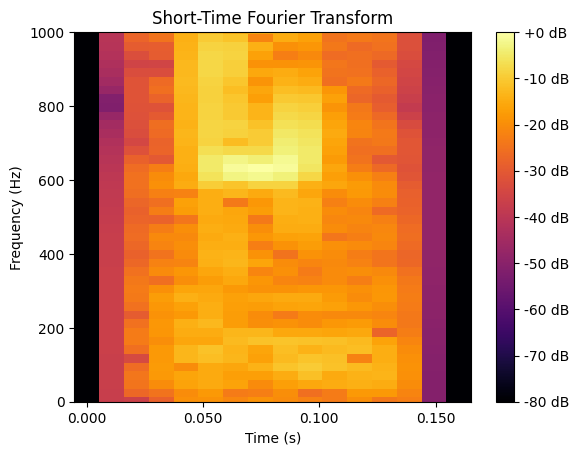 Short-Time Fourier Transform
1000
800
600
400
200
0
Frequency (Hz)
0.000
0.050
0.100
0.150
Time (s)
+0 dB
-10 dB
-20 dB
-30 dB
-40 dB
-50 dB
-60 dB
-70 dB
-80 dB